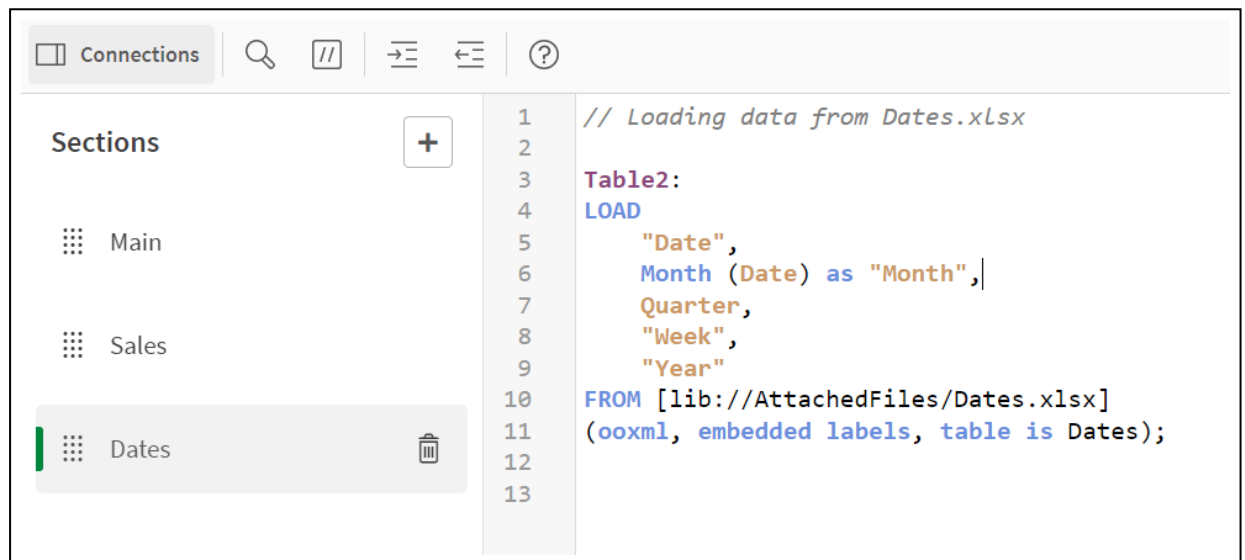 Connections
Sections
Main
Sales
Dates
1 // Loading data from Dates.xlsx
2
3 Table2:
4 LOAD
5 "Date",
6 Month (Date) as "Month",
7 Quarter,
8 "Week",
9 "Year"
10 FROM [lib://AttachedFiles/Dates.xlsx]
11 (ooxml, embedded labels, table is Dates);
12
13